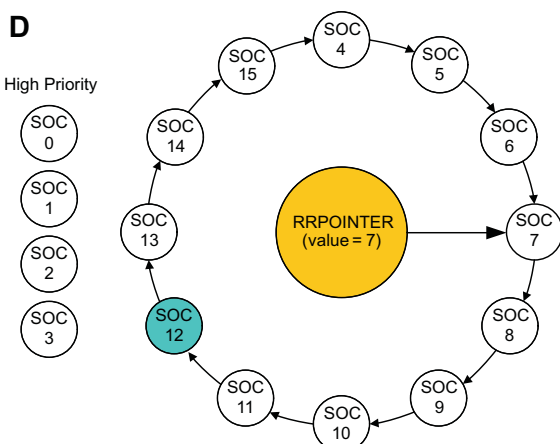 D
High Priority
SOC
0
SOC
1
SOC
2
SOC
3
SOC
4
SOC
5
SOC
6
SOC
7
SOC
8
SOC
9
SOC
10
SOC
11
SOC
12
SOC
13
SOC
14
SOC
15
RRPOINTER
(value = 7)